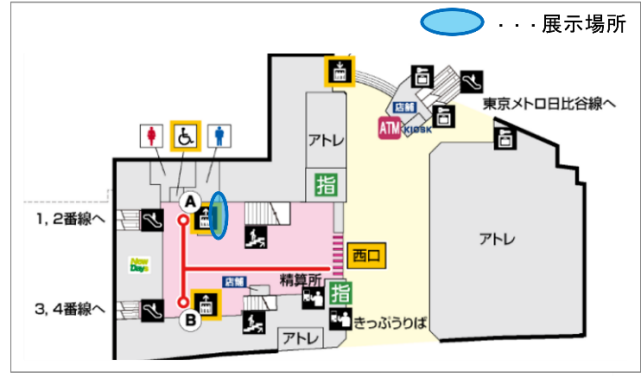 ・・・展示場所
東京メトロ日比谷線へ
店舗
ATM
KIOSK
アトレ
指
A
1, 2番線へ
西口
アトレ
New
Days
店舗
精算所
指
3, 4番線へ
B
きっぷうりば
アトレ